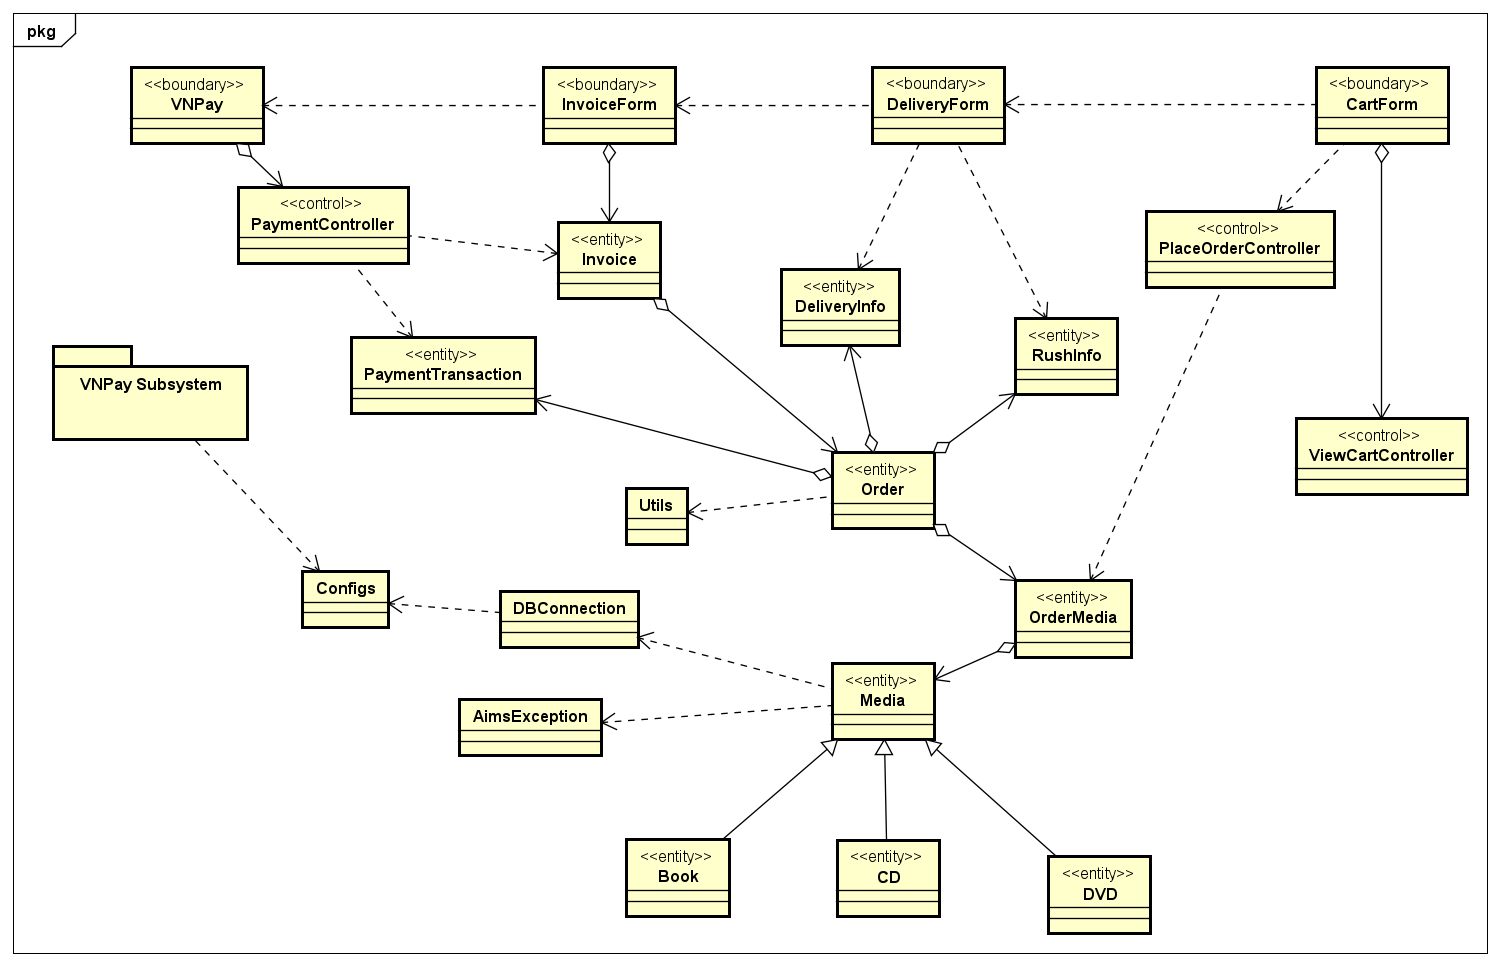 pkg
<<boundary>>
VNPay
<<boundary>>
InvoiceForm
<<boundary>>
DeliveryForm
<<boundary>>
CartForm
<<control>>
PaymentController
<<entity>>
Invoice
<<control>>
PlaceOrderController
<<entity>>
DeliveryInfo
<<entity>>
RushInfo
<<entity>>
PaymentTransaction
VNPay Subsystem
<<control>>
ViewCartController
<<entity>>
Order
Utils
Configs
DBConnection
<<entity>>
OrderMedia
<<entity>>
Media
AimsException
<<entity>>
Book
<<entity>>
CD
<<entity>>
DVD